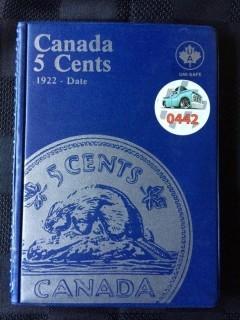 Canada
5 Cents
1922 - Date
UNI-SAFE
0442
5 CENTS
CANADA